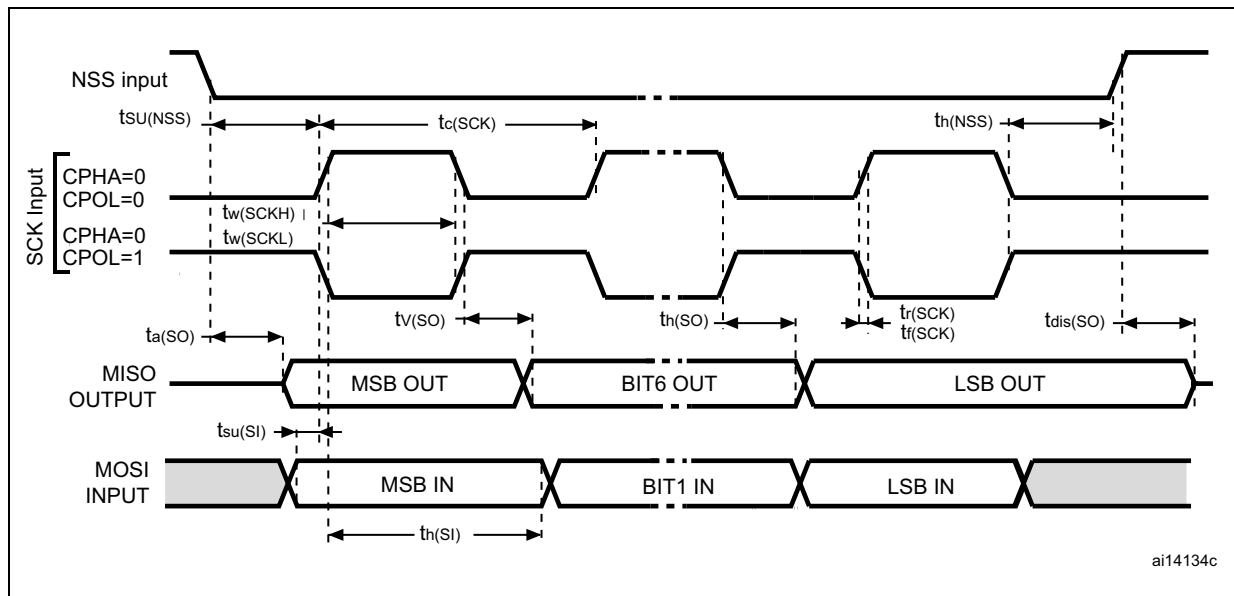 NSS input
tSU(NSS)
tc(SCK)
th(NSS)
SCK Input
CPHA=0
CPOL=0
tw(SCKH)
CPHA=0
CPOL=1
tw(SCKL)
ta(SO)
tV(SO)
th(SO)
tr(SCK)
tf(SCK)
tdis(SO)
MISO
OUTPUT
MSB OUT
BIT6 OUT
LSB OUT
tsu(SI)
MOSI
INPUT
MSB IN
BIT1 IN
LSB IN
th(SI)
ai14134c